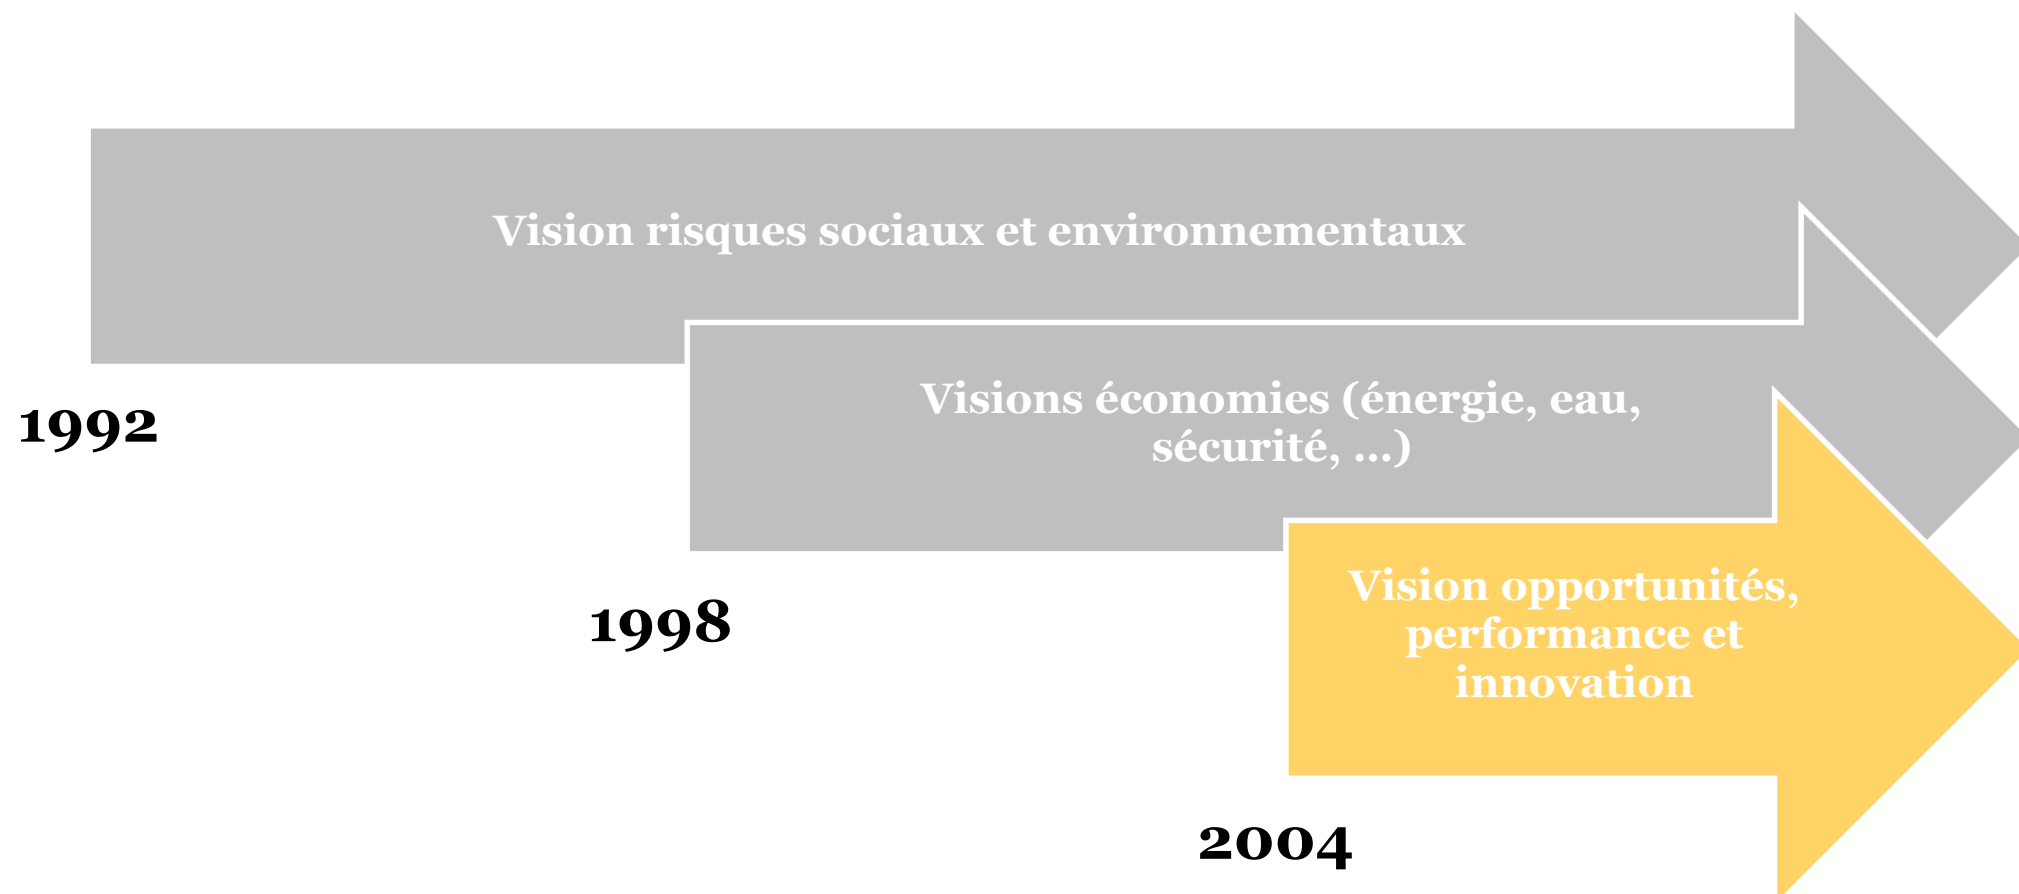 Vision risques sociaux et environnementaux
1992
Visions économies (énergie, eau,
sécurité, ...)
1998
Vision opportunités,
performance et
innovation
2004